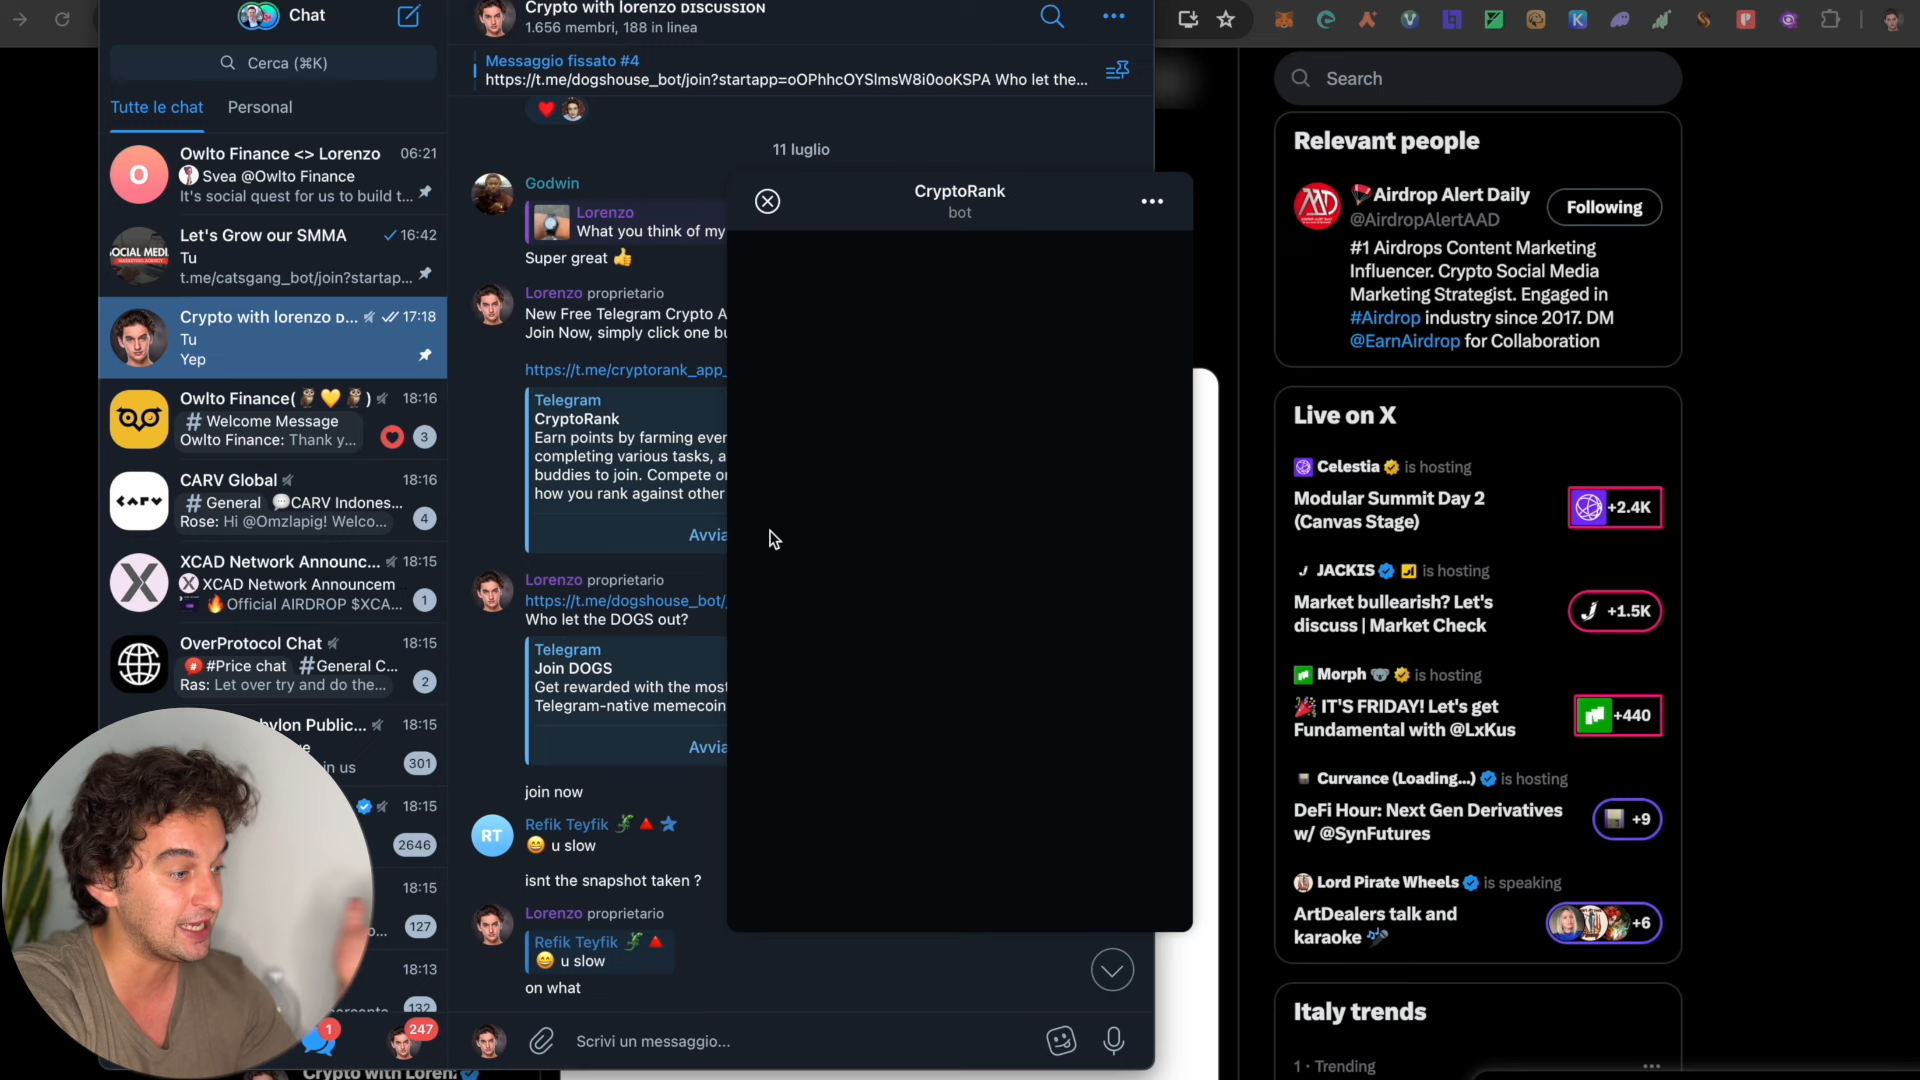 Chat
Cerca (⌘K)
Tutte le chat
Personal
Owlto Finance <> Lorenzo
06:21
Svea @Owlto Finance
It's social quest for us to build t...
Let's Grow our SMMA
16:42
SOCIAL MEDI
Tu
t.me/catsgang_bot/join?startap...
Crypto with lorenzo ᴅ...
17:18
Tu
Yep
Owlto Finance(🦉💛🦉)
18:16
# Welcome Message
Owlto Finance: Thank y...
3
CARV Global
18:16
# General 💬CARV Indones...
Rose: Hi @Omzlapig! Welco...
4
XCAD Network Announc...
18:15
XCAD Network Announcem
🔥Official AIRDROP $XCA...
1
OverProtocol Chat
18:15
#Price chat #General C...
Ras: Let over try and do the...
2
bylon Public...
18:15
in us
301
18:15
2646
18:15
127
18:13
132
1
247
Crypto with lorenzo ᴅɪsᴄᴜssɪᴏɴ
1.656 membri, 188 in linea
Messaggio fissato #4
https://t.me/dogshouse_bot/join?startapp=oOPhhcOYSlmsW8i0ooKSPA Who let the...
11 luglio
Godwin
Lorenzo
What you think of my
Super great 👍
Lorenzo proprietario
New Free Telegram Crypto A
Join Now, simply click one bu
https://t.me/cryptorank_app_
Telegram
CryptoRank
Earn points by farming ever
completing various tasks, a
buddies to join. Compete or
how you rank against other
Avvia
Lorenzo proprietario
https://t.me/dogshouse_bot/
Who let the DOGS out?
Telegram
Join DOGS
Get rewarded with the most
Telegram-native memecoin
Avvia
join now
RT
Refik Teyfik
😄 u slow
isnt the snapshot taken ?
Lorenzo proprietario
Refik Teyfik
😄 u slow
on what
Scrivi un messaggio...
CryptoRank
bot
Search
Relevant people
Airdrop Alert Daily
@AirdropAlertAAD
Following
#1 Airdrops Content Marketing
Influencer. Crypto Social Media
Marketing Strategist. Engaged in
#Airdrop industry since 2017. DM
@EarnAirdrop for Collaboration
Live on X
Celestia is hosting
Modular Summit Day 2
(Canvas Stage)
+2.4K
JACKIS is hosting
Market bullearish? Let's
discuss | Market Check
+1.5K
Morph 🐨 is hosting
🎉 IT'S FRIDAY! Let's get
Fundamental with @LxKus
+440
Curvance (Loading...) is hosting
DeFi Hour: Next Gen Derivatives
w/ @SynFutures
+9
Lord Pirate Wheels is speaking
ArtDealers talk and
karaoke 🎤
+6
Italy trends
1 · Trending
Crypto with Loren